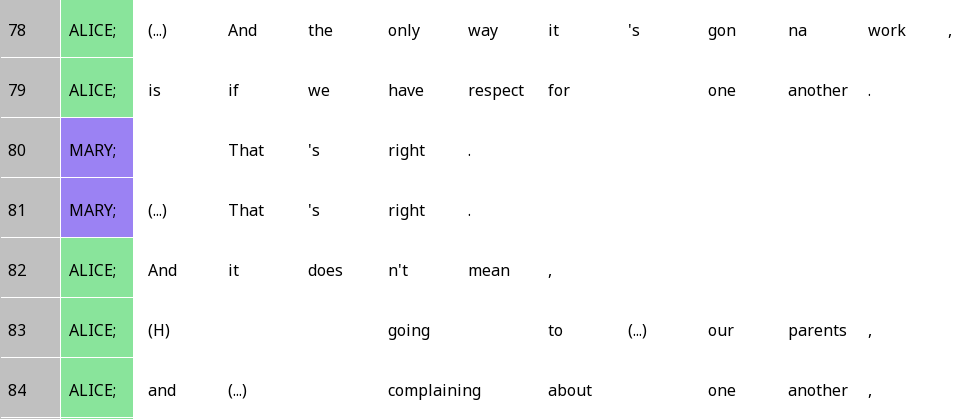 78 ALICE; (...) And the only way it 's gon na work ,
79 ALICE; is if we have respect for one another .
80 MARY; That 's right .
81 MARY; (...) That 's right .
82 ALICE; And it does n't mean ,
83 ALICE; (H) going to (...) our parents ,
84 ALICE; and (...) complaining about one another ,